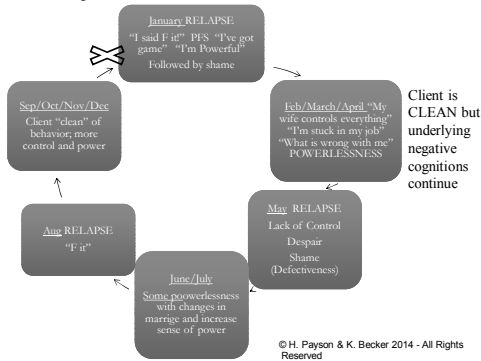 January RELAPSE
“I said F it!” PFS “I’ve got
game” “I’m Powerful”
Followed by shame
Feb/March/April “My
wife controls everything”
“I’m stuck in my job”
“What is wrong with me”
POWERLESSNESS
Client is
CLEAN but
underlying
negative
cognitions
continue
May RELAPSE
Lack of Control
Despair
Shame
(Defectiveness)
June/July
Some poowerlessness
with changes in
marrige and increase
sense of power
Aug RELAPSE
“F it”
Sep/Oct/Nov/Dec
Client “clean” of
behavior; more
control and power
© H. Payson & K. Becker 2014 - All Rights
Reserved